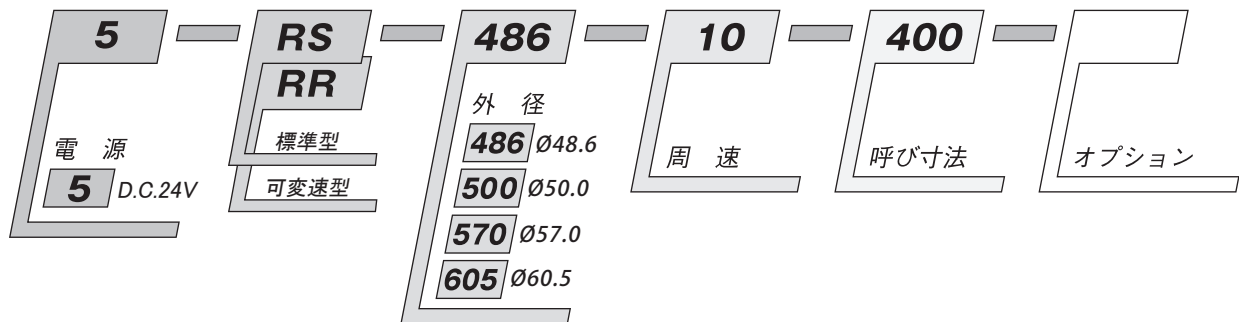 5 RS 486 10 400
RR
外 径
標準型
486 Ø48.6
電 源
周 速
呼び寸法
オプション
5 D.C.24V
可変速型
500 Ø50.0
570 Ø57.0
605 Ø60.5